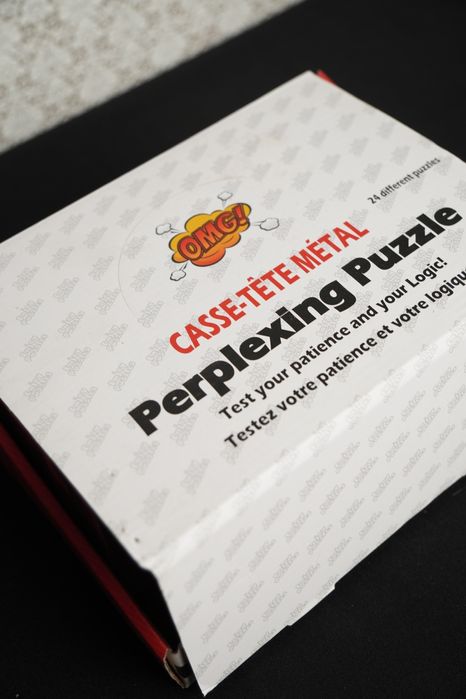 24 different puzzles
OMG!
CASSE-TÊTE MÉTAL
Perplexing Puzzle
Test your patience and your Logic!
Testez votre patience et votre